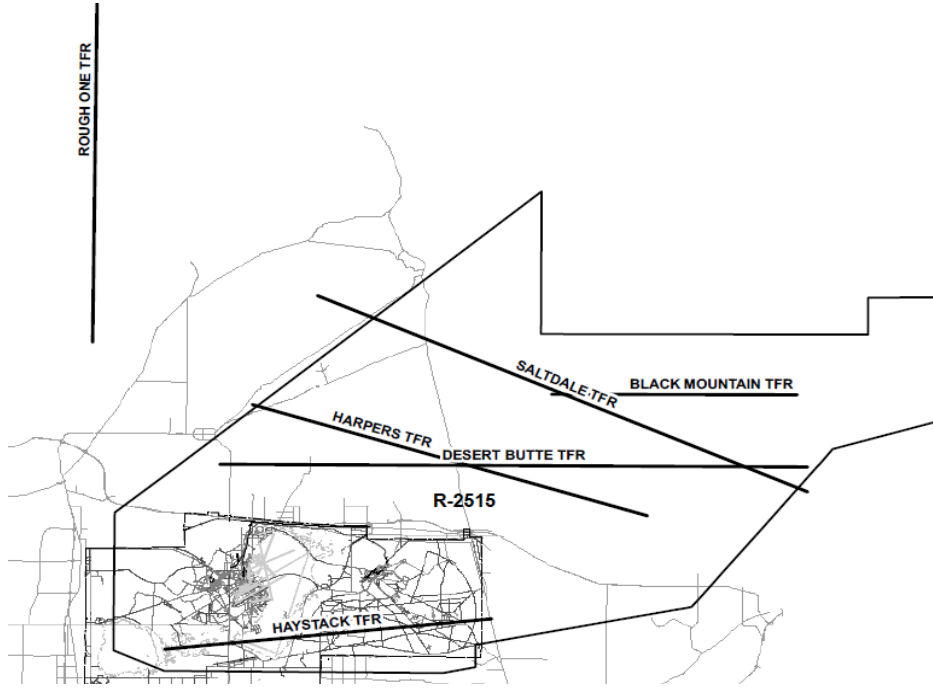 ROUGH ONE TFR
SALTDALE TFR
BLACK MOUNTAIN TFR
HARPERS TFR
DESERT BUTTE TFR
R-2515
HAYSTACK TFR